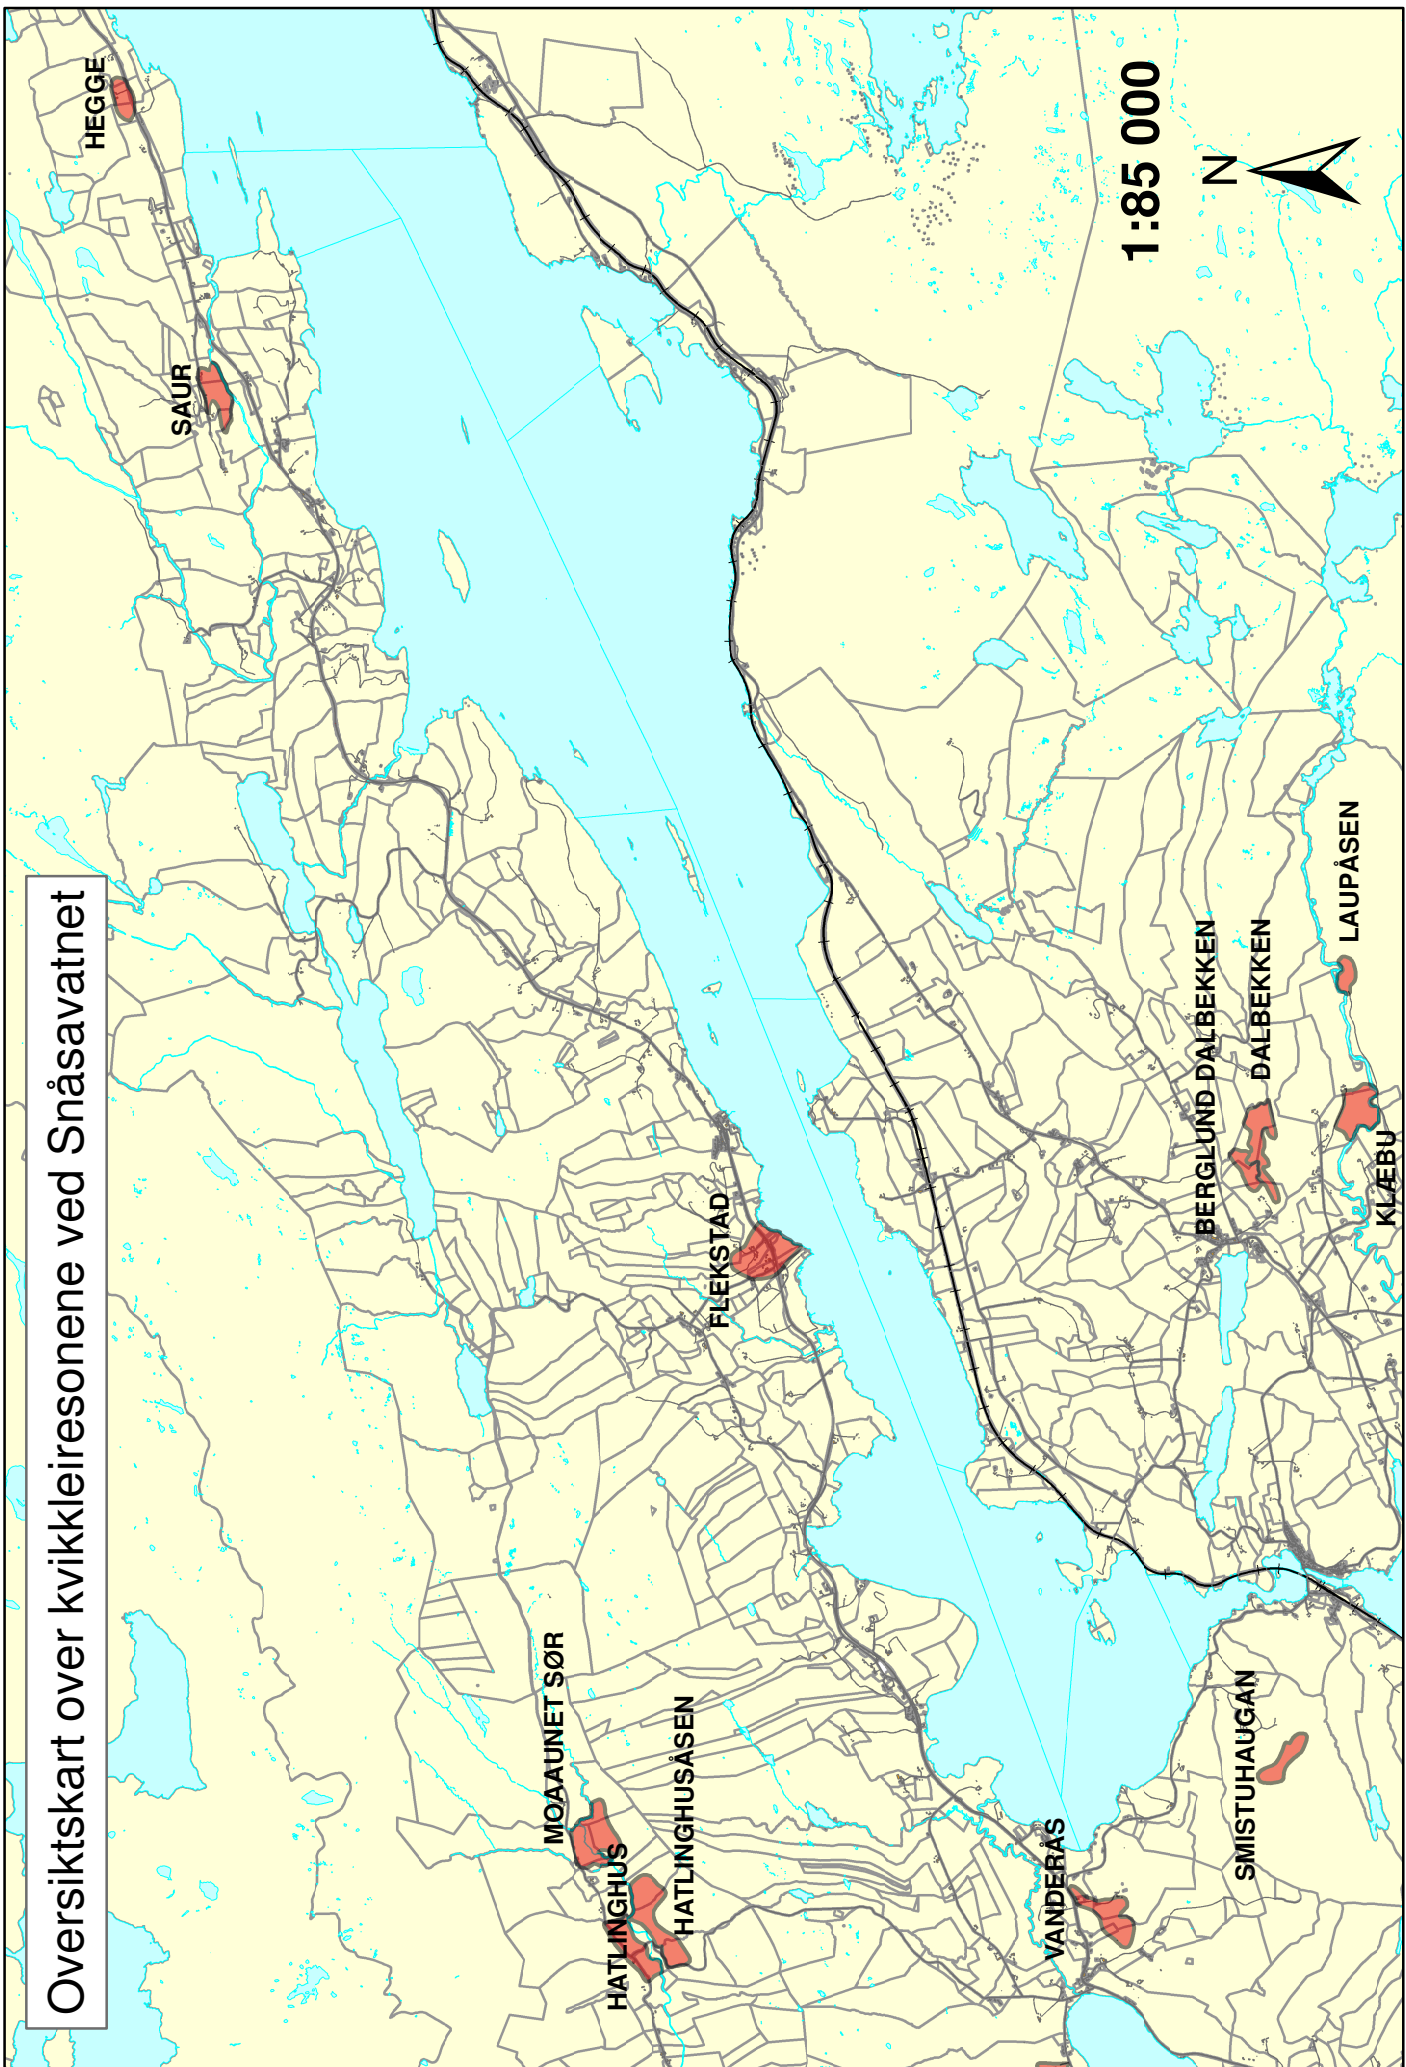 Oversiktskart over kvikkleiresonene ved Snåsavatnet
HEGGE
SAUR
MOAAUNET SØR
HATLINGHUS
HATLINGHUSÅSEN
FLEKSTAD
VANDERÅS
SMISTUHAUGAN
BERGLUND DALBEKKEN
DALBEKKEN
LAUPÅSEN
KLÆBU
1:85 000
N